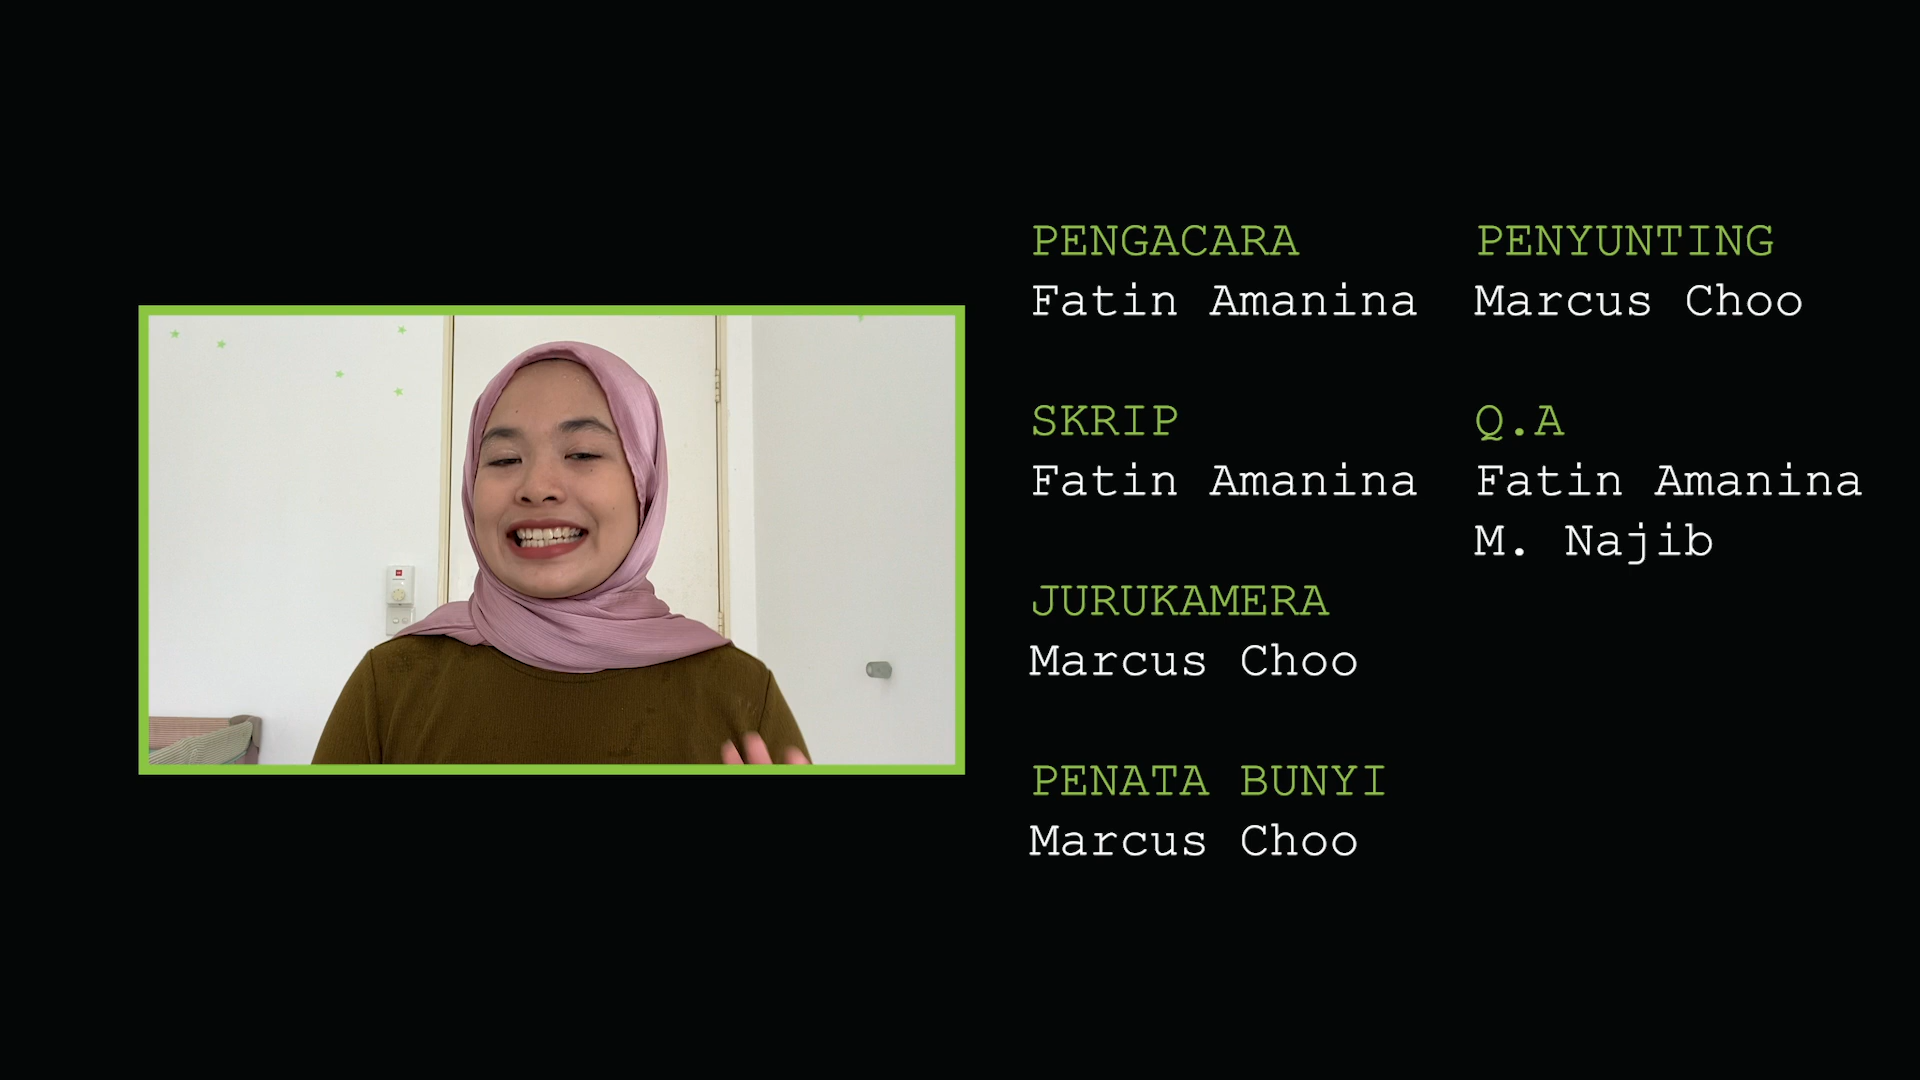 PENGACARA
Fatin Amanina
SKRIP
Fatin Amanina
JURUKAMERA
Marcus Choo
PENATA BUNYI
Marcus Choo
PENYUNTING
Marcus Choo
Q.A
Fatin Amanina
M. Najib